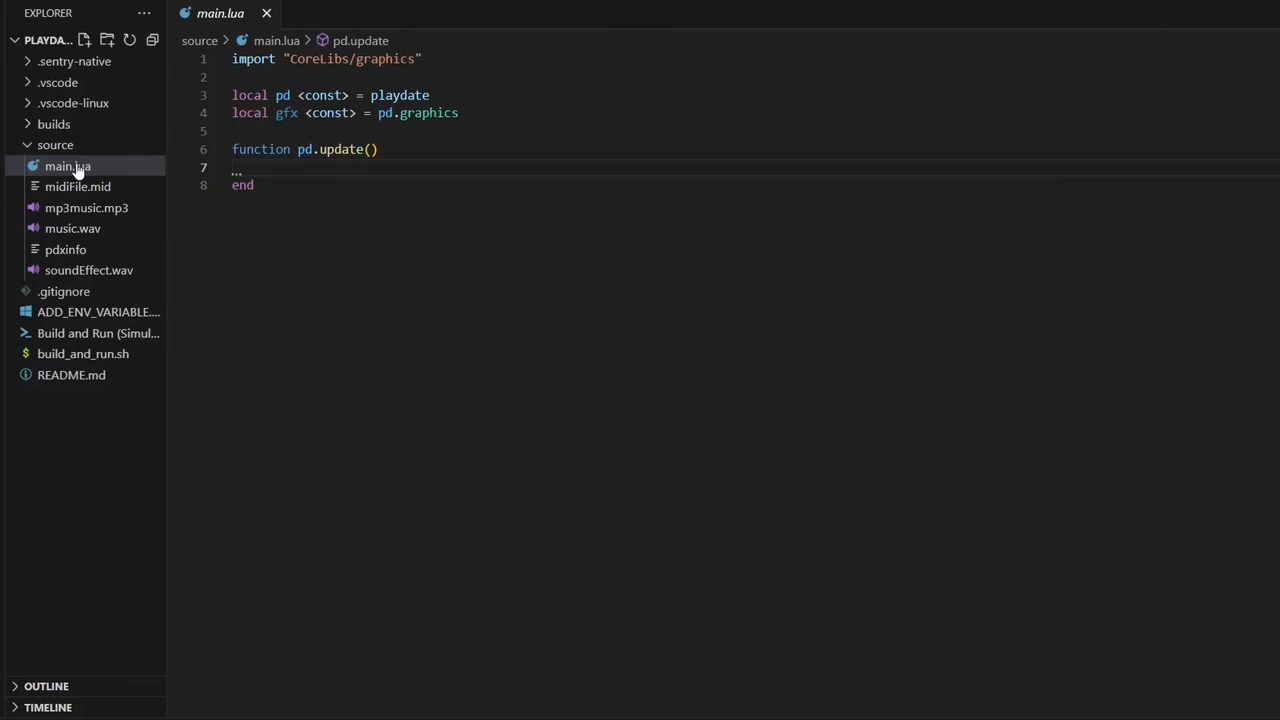 EXPLORER
PLAYDA...
.sentry-native
.vscode
.vscode-linux
builds
source
main.lua
midiFile.mid
mp3music.mp3
music.wav
pdxinfo
soundEffect.wav
.gitignore
ADD_ENV_VARIABLE....
Build and Run (Simul...
build_and_run.sh
README.md
OUTLINE
TIMELINE
main.lua
source > main.lua > pd.update
1 import "CoreLibs/graphics"
2
3 local pd <const> = playdate
4 local gfx <const> = pd.graphics
5
6 function pd.update()
7
8 end